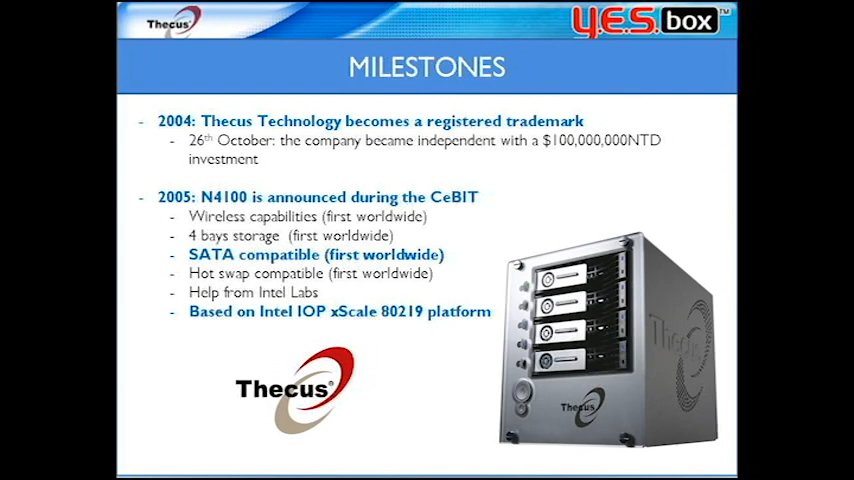 Thecus
Y.E.S. box™
MILESTONES
- 2004: Thecus Technology becomes a registered trademark
- 26th October: the company became independent with a $100,000,000NTD
investment
- 2005: N4100 is announced during the CeBIT
- Wireless capabilities (first worldwide)
- 4 bays storage (first worldwide)
- SATA compatible (first worldwide)
- Hot swap compatible (first worldwide)
- Help from Intel Labs
- Based on Intel IOP xScale 80219 platform
Thecus®
Thecus
Thecus